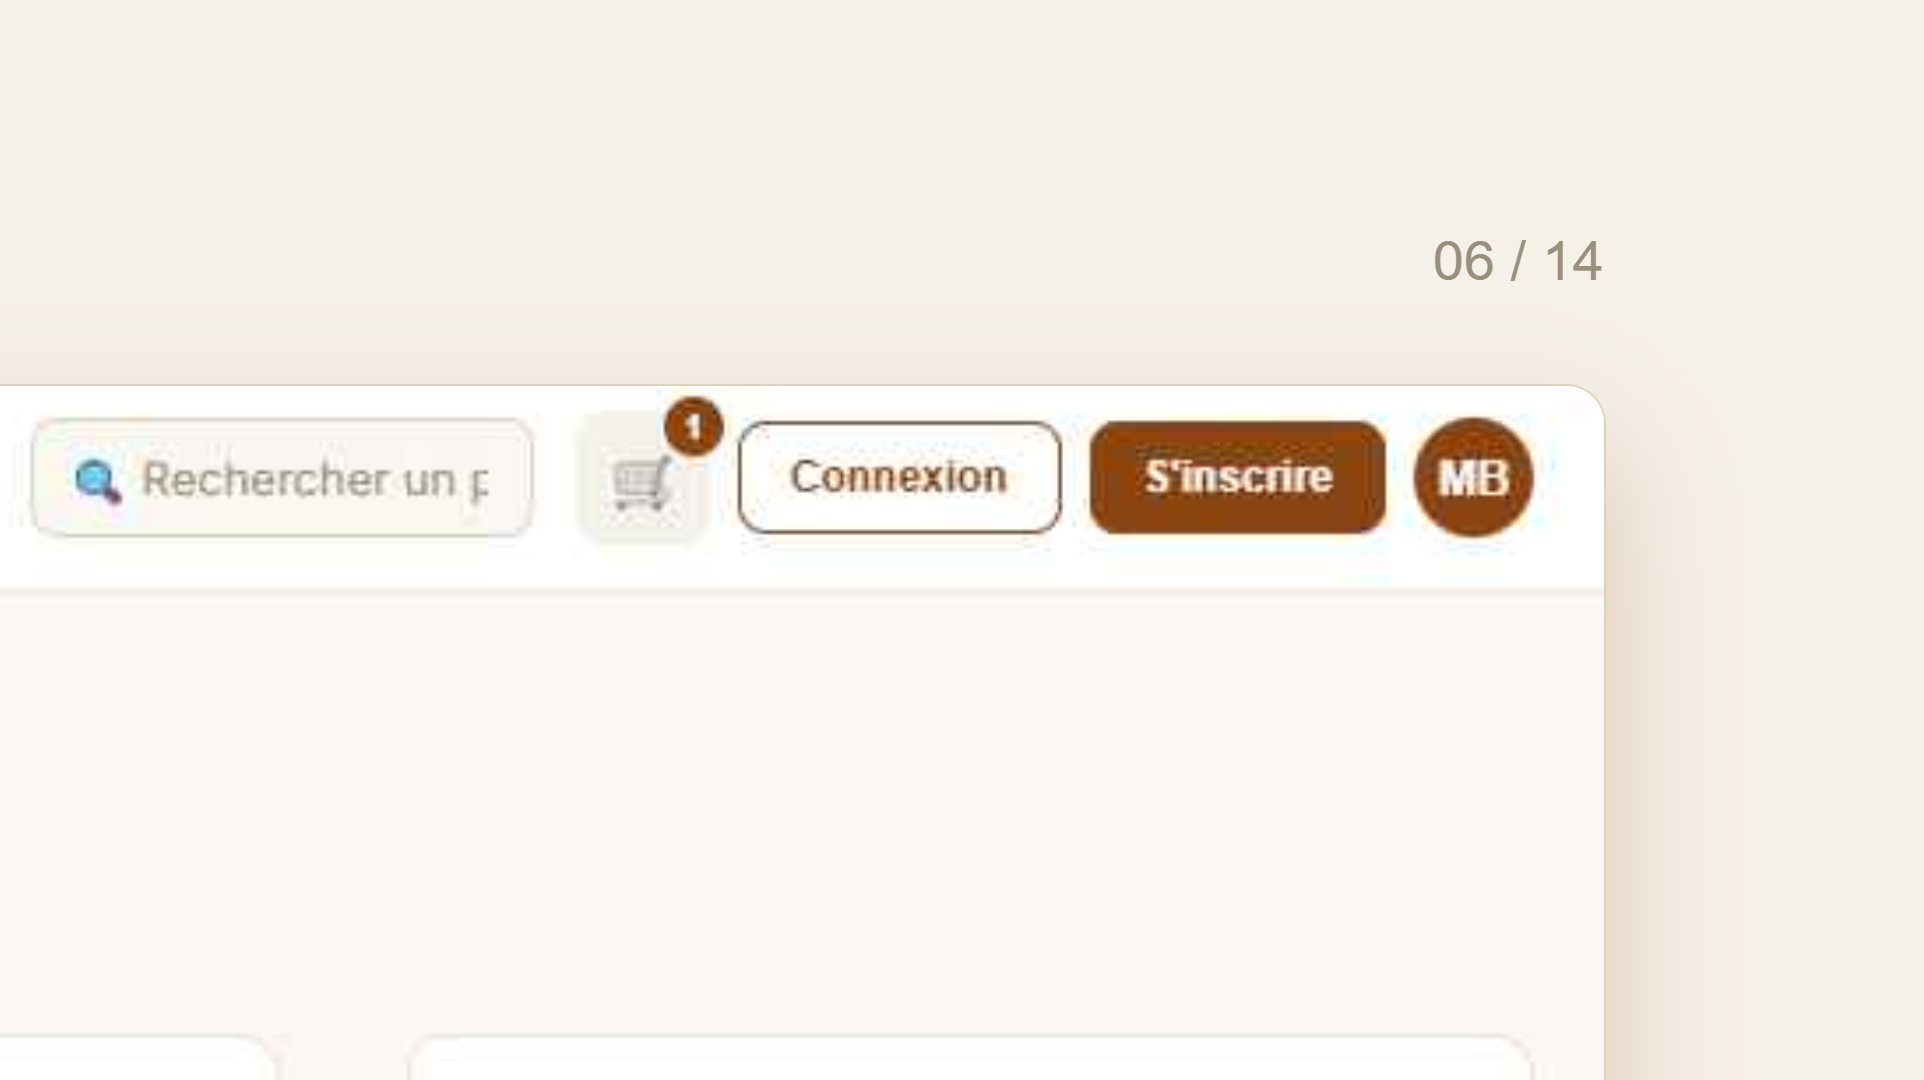 06 / 14
Rechercher un p
1
Connexion
S'inscrire
MB